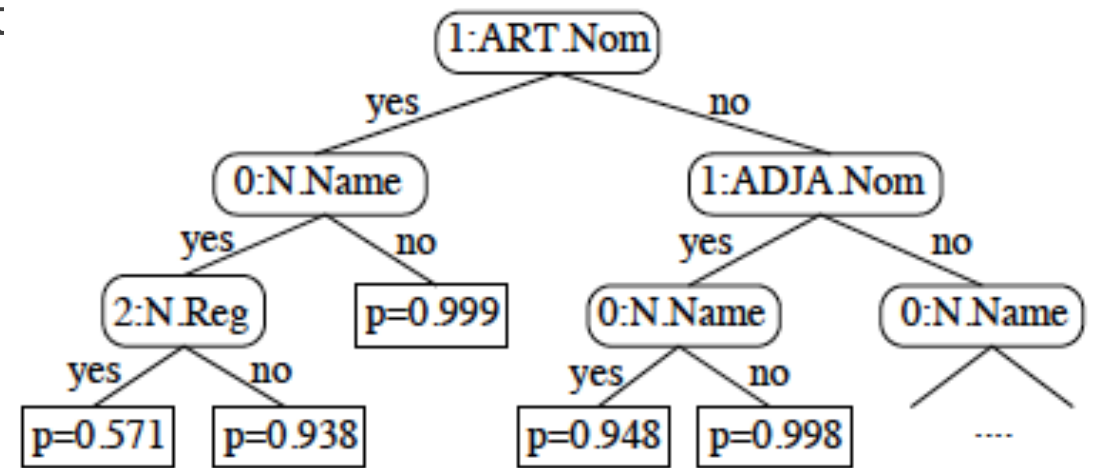 1:ART.Nom
yes no
0:N.Name 1:ADJA.Nom
yes no yes no
2:N.Reg p=0.999 0:N.Name 0:N.Name
yes no yes no
p=0.571 p=0.938 p=0.948 p=0.998 ----